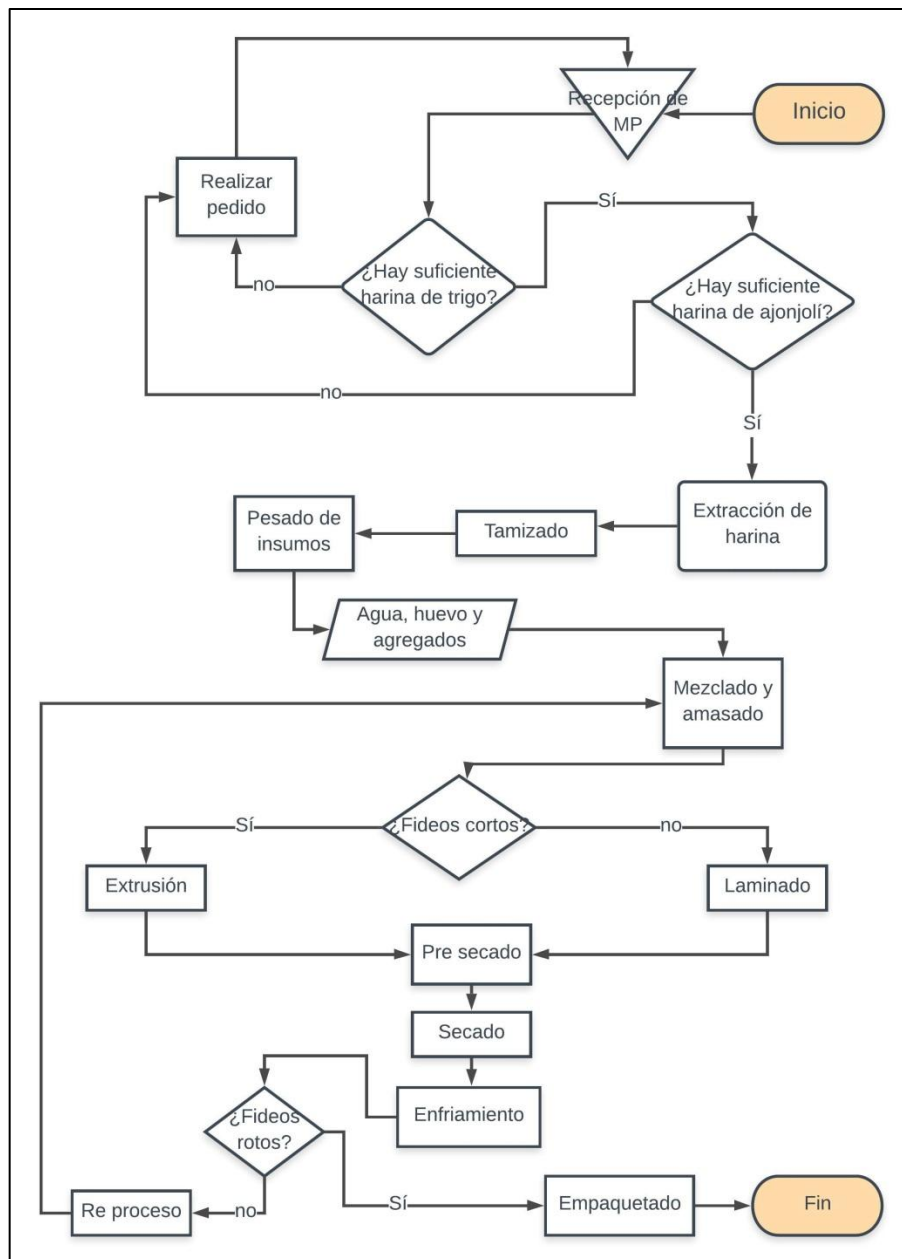 Recepción de
MP
Inicio
Realizar
pedido
Sí
¿Hay suficiente
harina de trigo?
no
¿Hay suficiente
harina de ajonjolí?
no
Sí
Extracción de
harina
Tamizado
Pesado de
insumos
Agua, huevo y
agregados
Mezclado y
amasado
¿Fideos cortos?
Sí
no
Extrusión
Laminado
Pre secado
Secado
Enfriamiento
¿Fideos
rotos?
no
Sí
Re proceso
Empaquetado
Fin